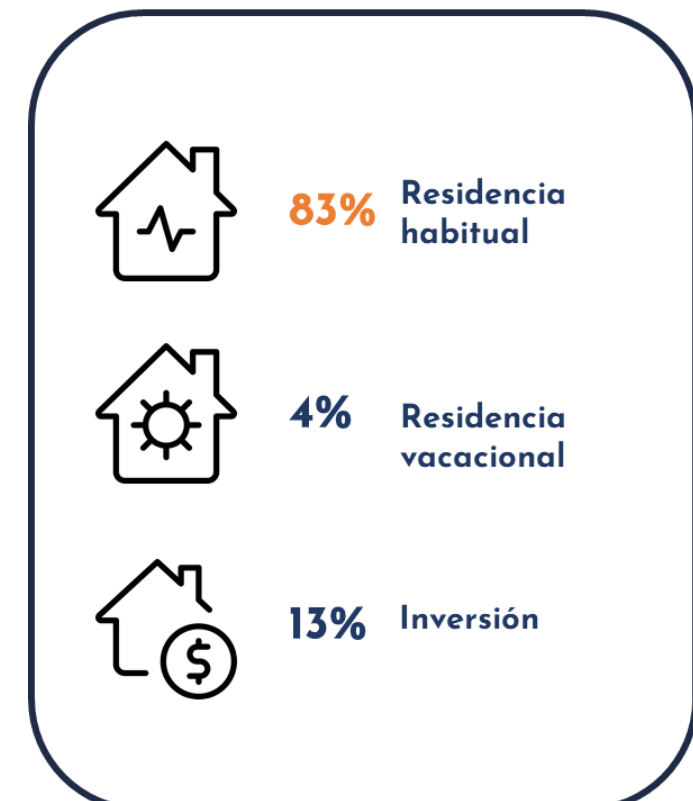 83% Residencia
habitual
4% Residencia
vacacional
13% Inversión
$